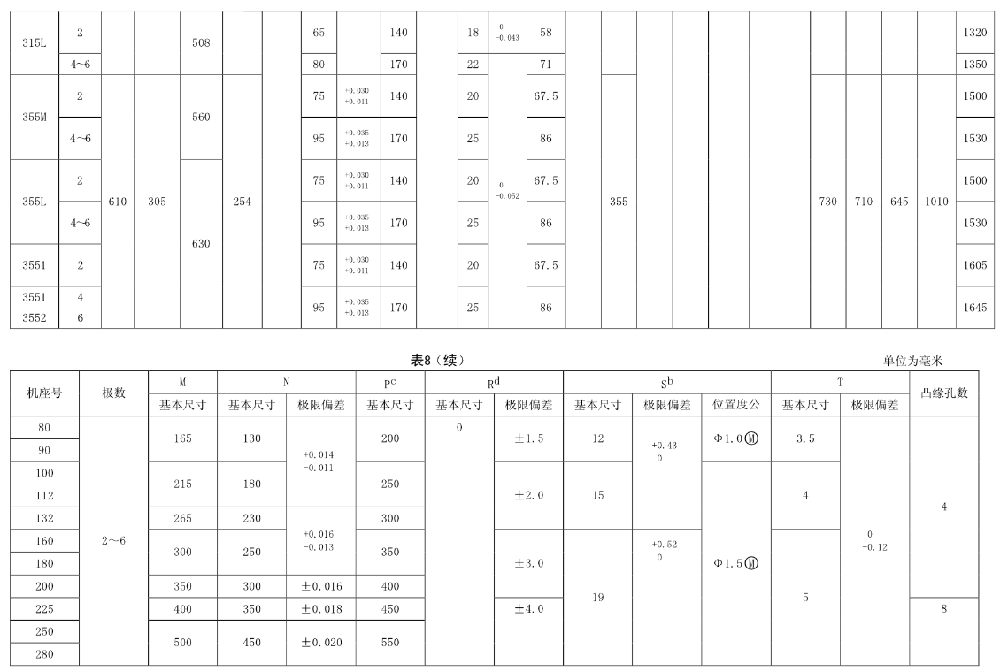 315L 2 508 65 140 18 0 -0.043 58 1320
4~6 80 170 22 71 1350
355M 2 560 75 +0.030 +0.011 140 20 67.5 1500
4~6 95 +0.035 +0.013 170 25 86 1530
355L 2 610 305 630 254 75 +0.030 +0.011 140 20 0 -0.052 67.5 355 730 710 645 1010 1500
4~6 95 +0.035 +0.013 170 25 86 1530
3551 2 75 +0.030 +0.011 140 20 67.5 1605
3551 4 95 +0.035 +0.013 170 25 86 1645
3552 6
表8（续） 单位为毫米
机座号 极数 M N Pc Rd Sb T 凸缘孔数
基本尺寸 基本尺寸 极限偏差 基本尺寸 基本尺寸 极限偏差 基本尺寸 极限偏差 位置度公 基本尺寸 极限偏差
80 2～6 165 130 +0.014 -0.011 200 0 ±1.5 12 +0.43 0 Φ1.0Ⓜ 3.5 0 -0.12 4
90
100 215 180 250 ±2.0 15 Φ1.5Ⓜ 4
112
132 265 230 +0.016 -0.013 300
160 300 250 350 ±3.0 19 +0.52 0 5
180
200 350 300 ±0.016 400
225 400 350 ±0.018 450 ±4.0 8
250 500 450 ±0.020 550
280